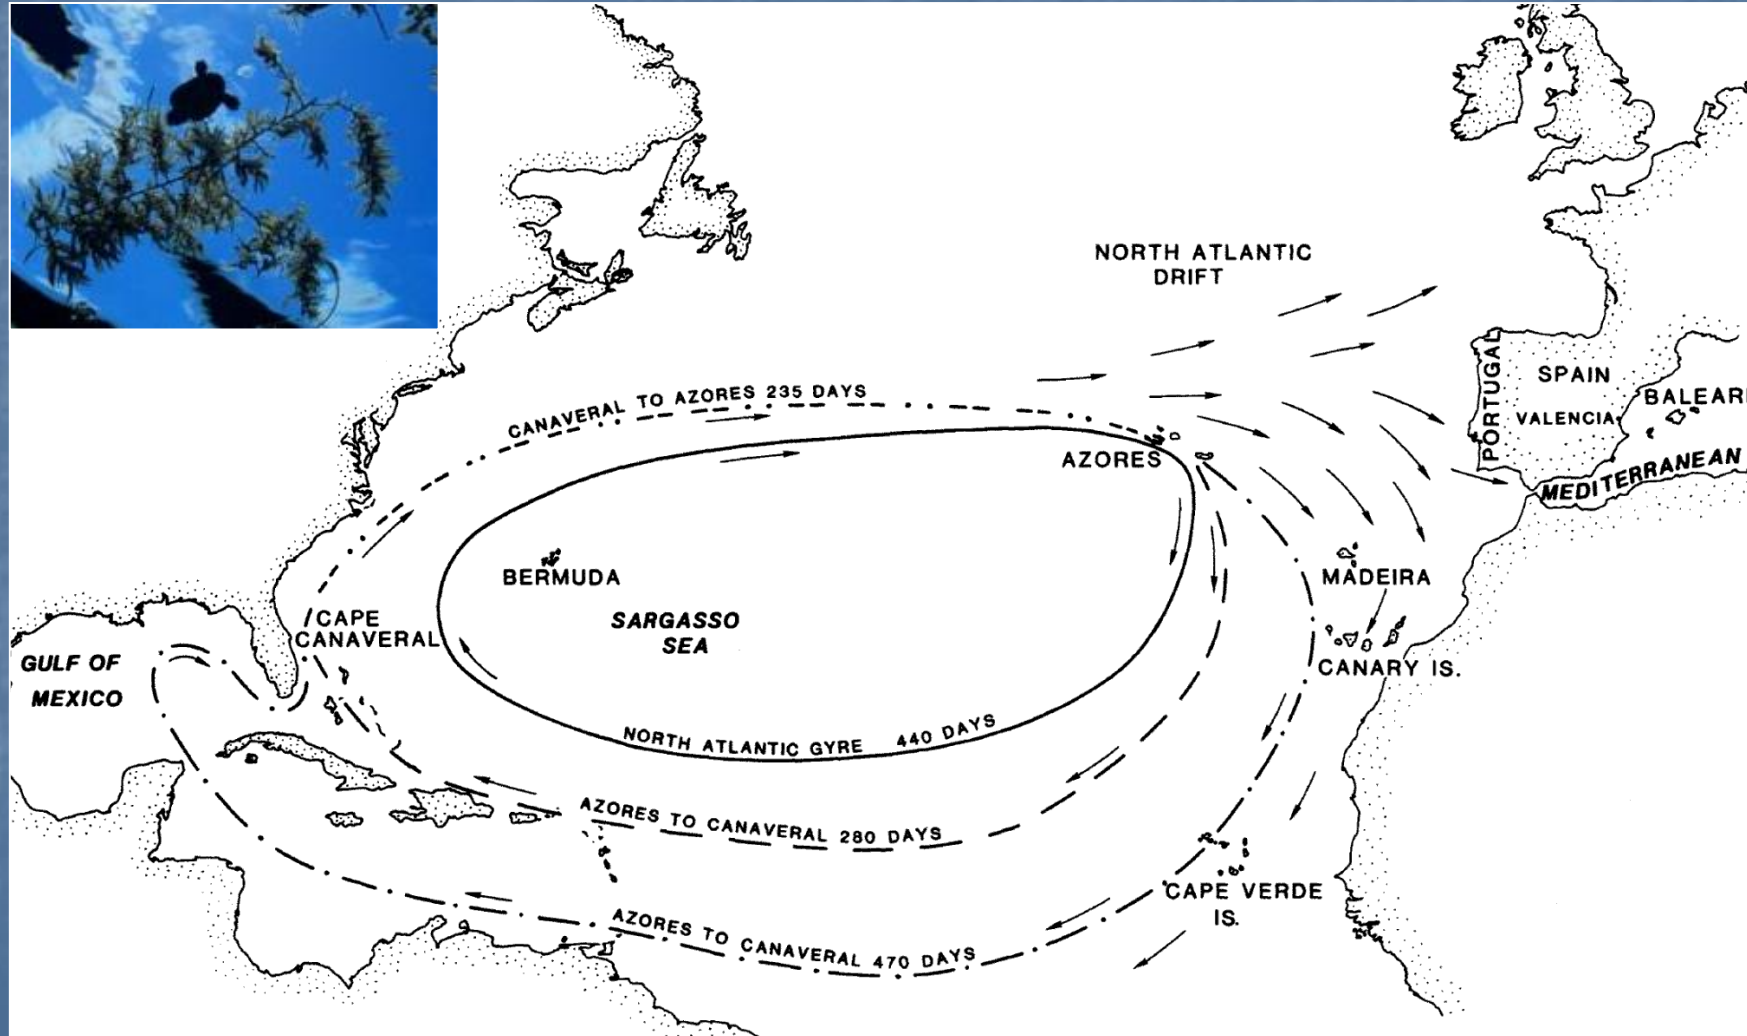 NORTH ATLANTIC
DRIFT
CANAVERAL TO AZORES 235 DAYS
AZORES
PORTUGAL
SPAIN
VALENCIA
BALEARI
MEDITERRANEAN
BERMUDA
SARGASSO
SEA
MADEIRA
CAPE
CANAVERAL
GULF OF
MEXICO
CANARY IS.
NORTH ATLANTIC GYRE 440 DAYS
AZORES TO CANAVERAL 280 DAYS
CAPE VERDE
IS.
AZORES TO CANAVERAL 470 DAYS